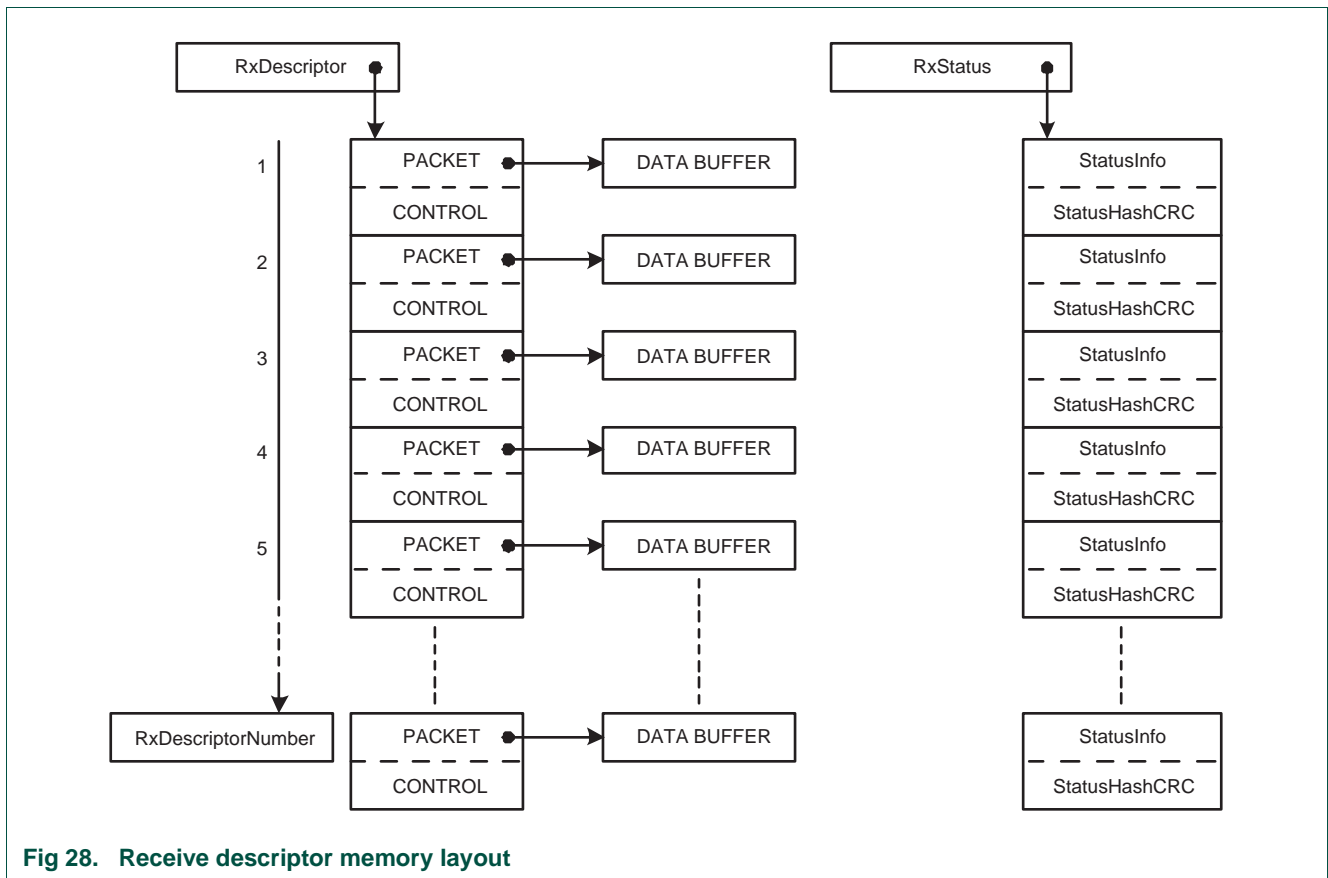 RxDescriptor
RxStatus
1
PACKET
DATA BUFFER
StatusInfo
CONTROL
StatusHashCRC
2
PACKET
DATA BUFFER
StatusInfo
CONTROL
StatusHashCRC
3
PACKET
DATA BUFFER
StatusInfo
CONTROL
StatusHashCRC
4
PACKET
DATA BUFFER
StatusInfo
CONTROL
StatusHashCRC
5
PACKET
DATA BUFFER
StatusInfo
CONTROL
StatusHashCRC
RxDescriptorNumber
PACKET
DATA BUFFER
StatusInfo
CONTROL
StatusHashCRC
Fig 28. Receive descriptor memory layout